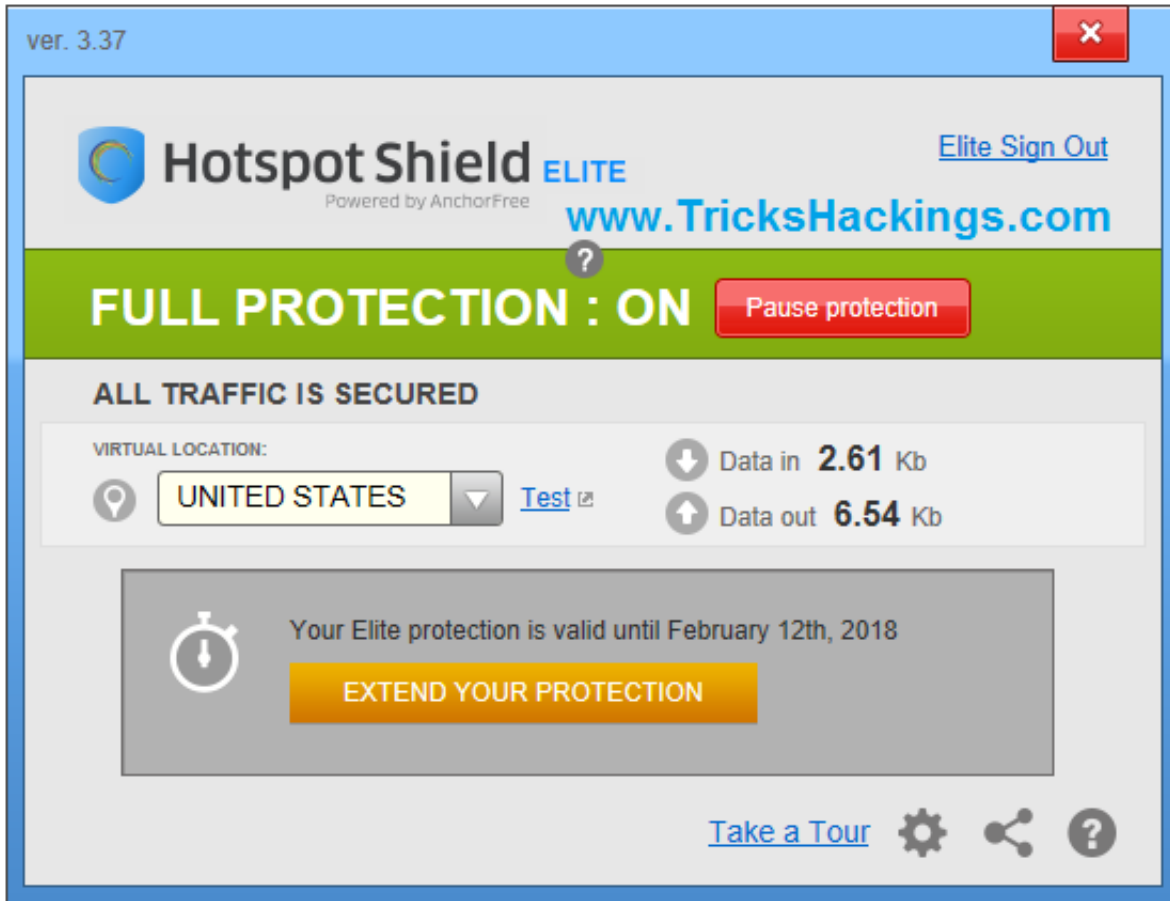 ver. 3.37
Hotspot Shield ELITE
Elite Sign Out
Powered by AnchorFree
www.TricksHackings.com
?
FULL PROTECTION : ON
Pause protection
ALL TRAFFIC IS SECURED
VIRTUAL LOCATION:
UNITED STATES
Test
Data in 2.61 Kb
Data out 6.54 Kb
Your Elite protection is valid until February 12th, 2018
EXTEND YOUR PROTECTION
Take a Tour
?